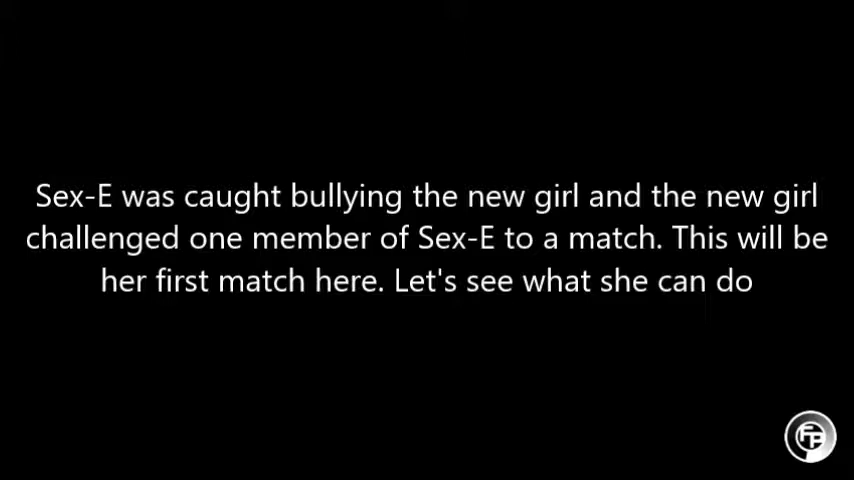 Sex-E was caught bullying the new girl and the new girl
challenged one member of Sex-E to a match. This will be
her first match here. Let's see what she can do
FP